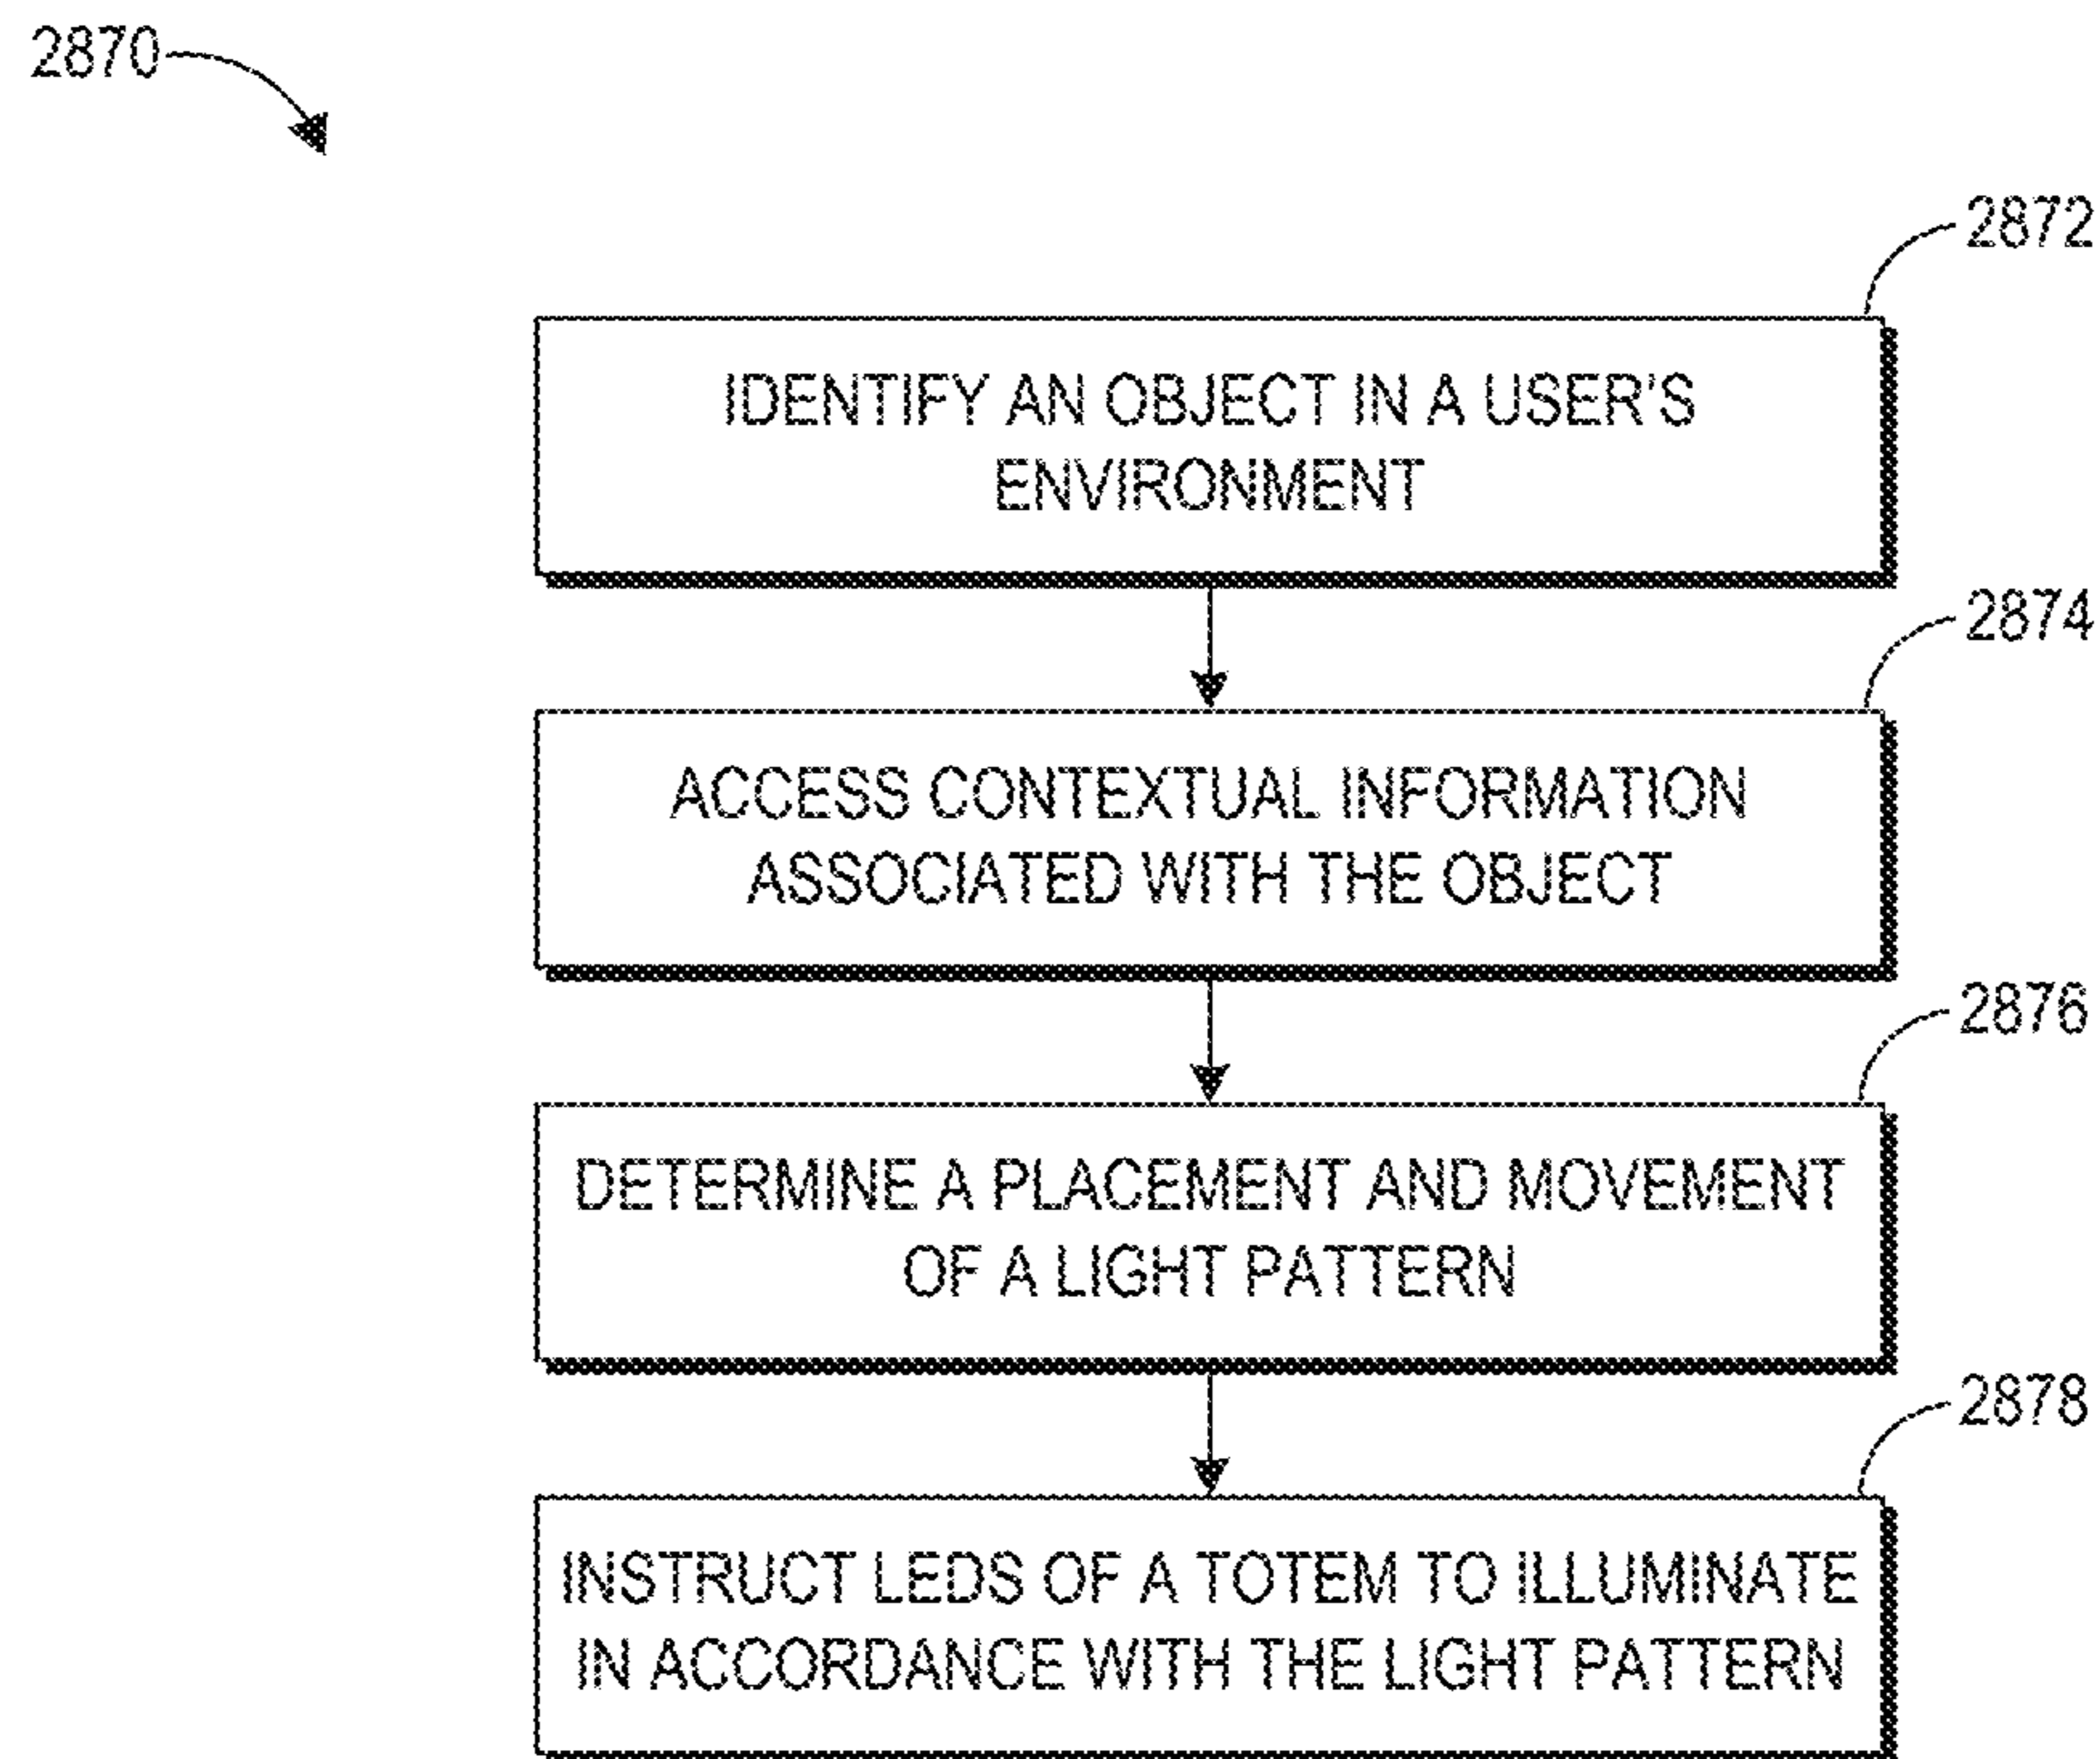 2870
2872
IDENTIFY AN OBJECT IN A USER'S
ENVIRONMENT
2874
ACCESS CONTEXTUAL INFORMATION
ASSOCIATED WITH THE OBJECT
2876
DETERMINE A PLACEMENT AND MOVEMENT
OF A LIGHT PATTERN
2878
INSTRUCT LEDS OF A TOTEM TO ILLUMINATE
IN ACCORDANCE WITH THE LIGHT PATTERN